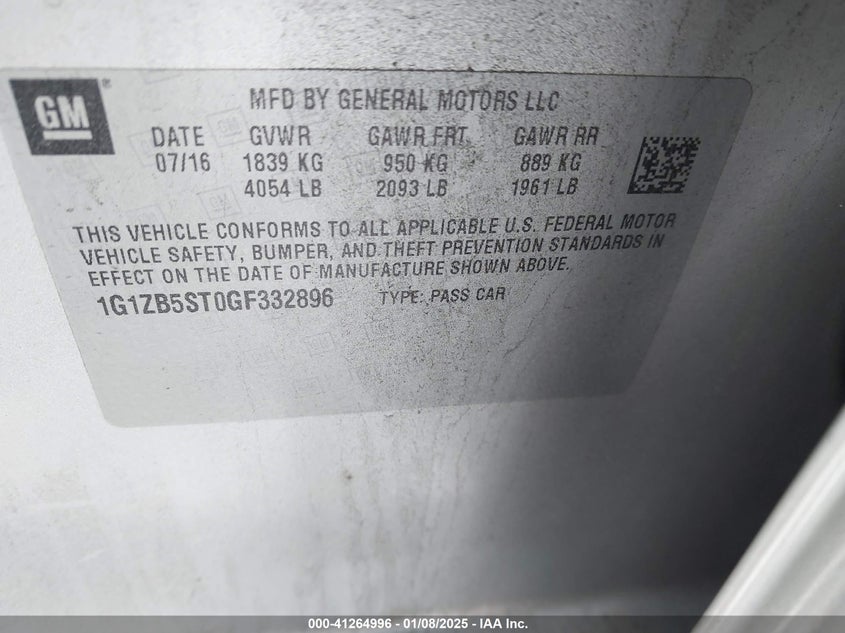 GM®
MFD BY GENERAL MOTORS LLC
DATE GVWR GAWR FRT GAWR RR
07/16 1839 KG 950 KG 889 KG
4054 LB 2093 LB 1961 LB
THIS VEHICLE CONFORMS TO ALL APPLICABLE U.S. FEDERAL MOTOR
VEHICLE SAFETY, BUMPER, AND THEFT PREVENTION STANDARDS IN
EFFECT ON THE DATE OF MANUFACTURE SHOWN ABOVE.
1G1ZB5ST0GF332896 TYPE: PASS CAR
000-41264996 - 01/08/2025 - IAA Inc.